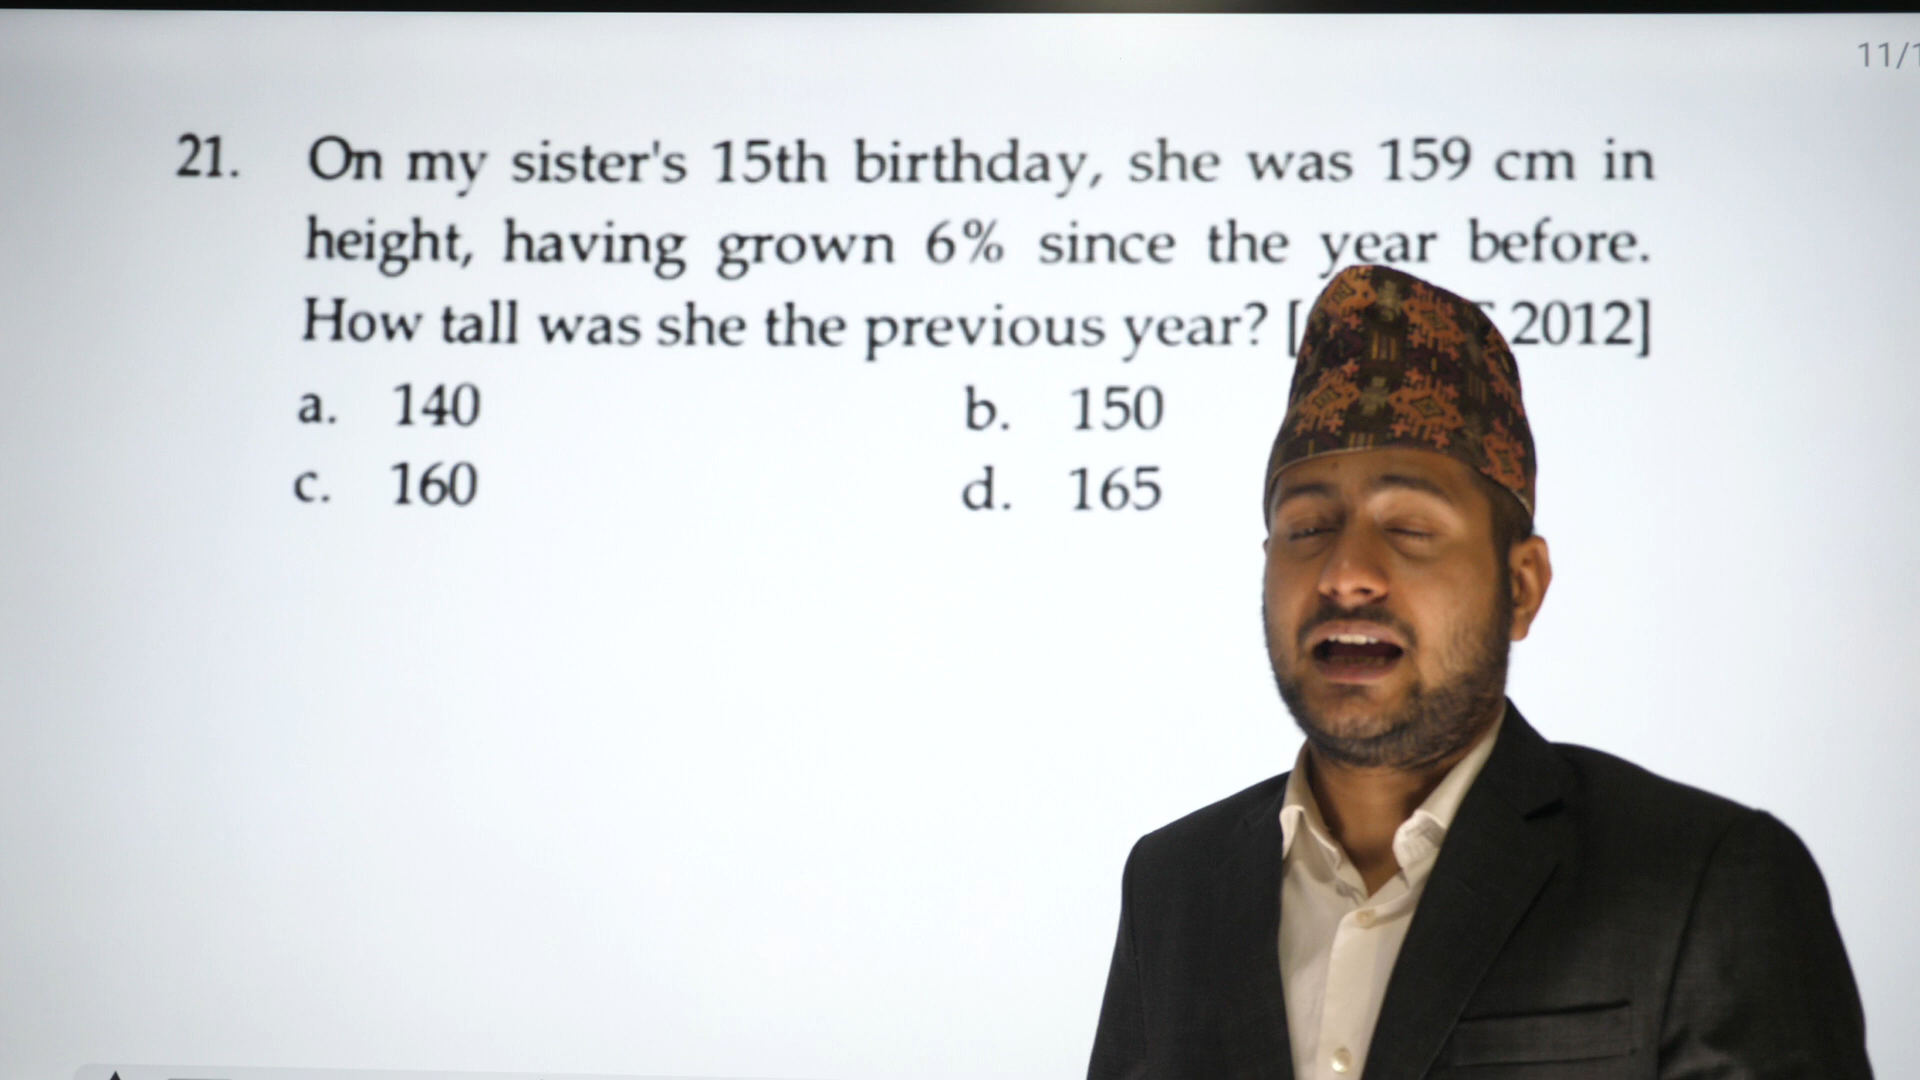 11/1
21. On my sister's 15th birthday, she was 159 cm in
height, having grown 6% since the year before.
How tall was she the previous year? [ 2012]
a. 140 b. 150
c. 160 d. 165